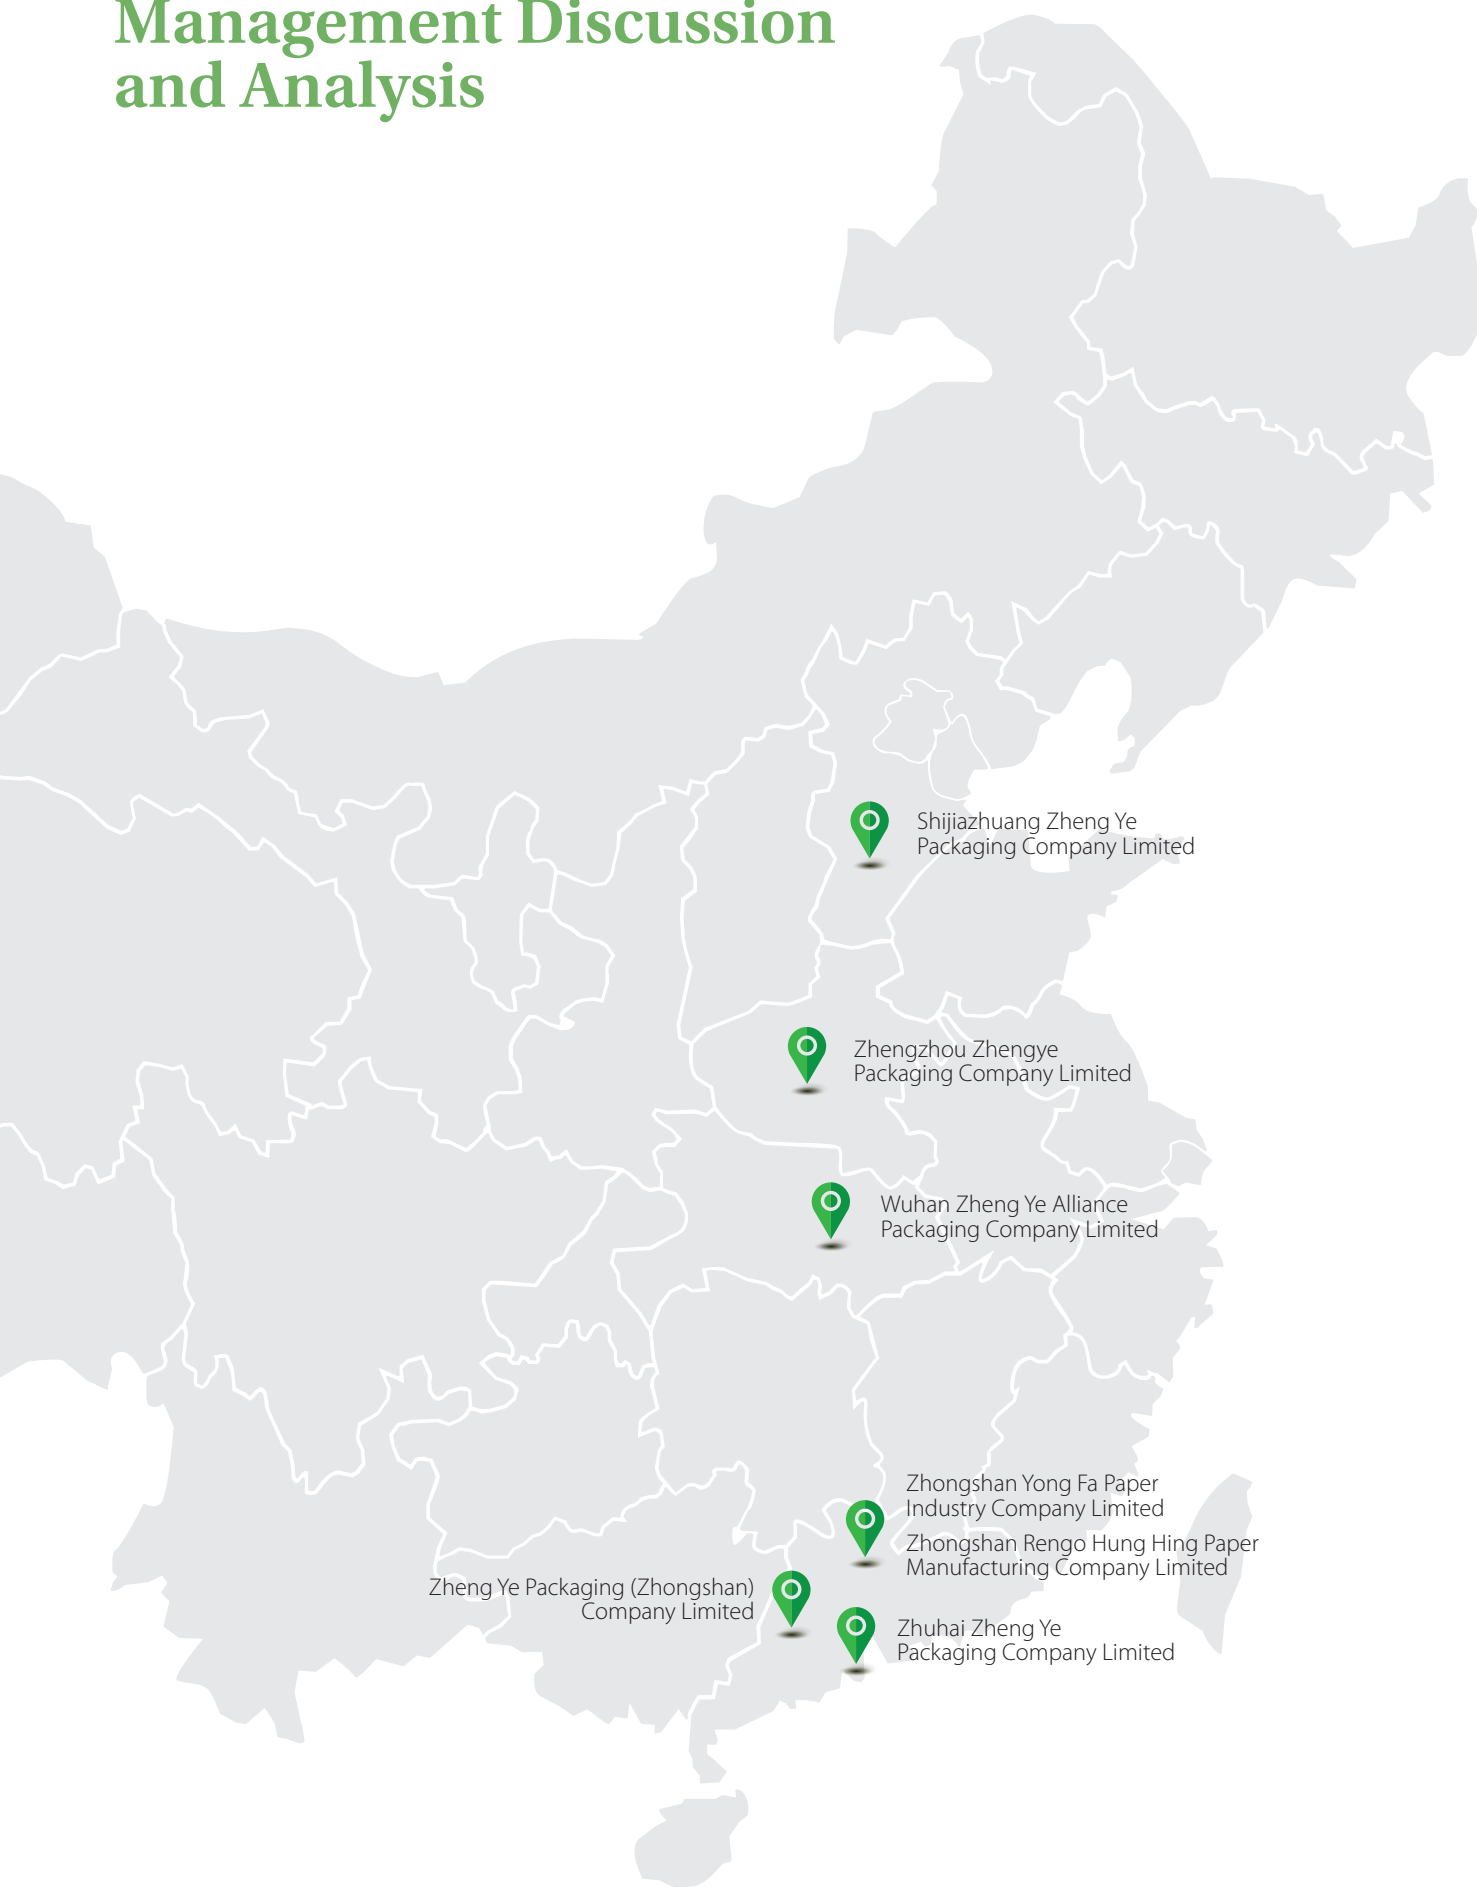 Management Discussion
and Analysis
Shijiazhuang Zheng Ye
Packaging Company Limited
Zhengzhou Zhengye
Packaging Company Limited
Wuhan Zheng Ye Alliance
Packaging Company Limited
Zhongshan Yong Fa Paper
Industry Company Limited
Zhongshan Rengo Hung Hing Paper
Manufacturing Company Limited
Zheng Ye Packaging (Zhongshan)
Company Limited
Zhuhai Zheng Ye
Packaging Company Limited